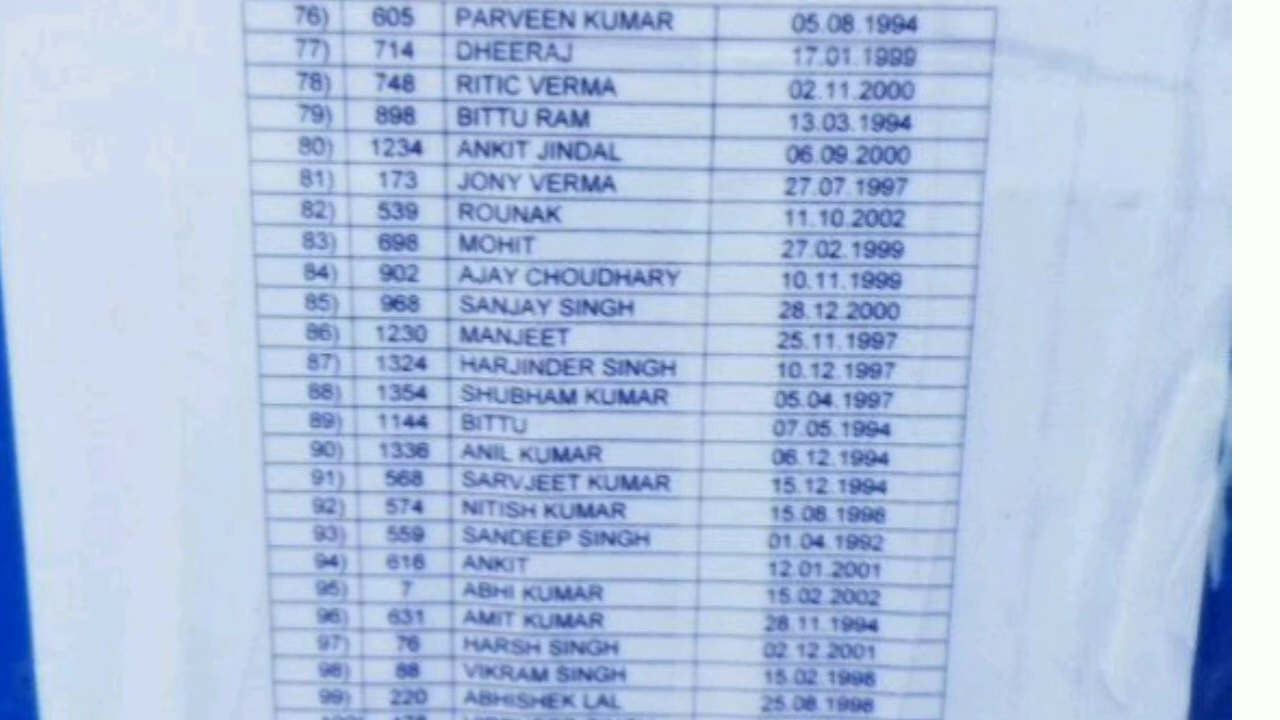 76) 605 PARVEEN KUMAR 05.08.1994
77) 714 DHEERAJ 17.01.1999
78) 748 RITIC VERMA 02.11.2000
79) 898 BITTU RAM 13.03.1994
80) 1234 ANKIT JINDAL 06.09.2000
81) 173 JONY VERMA 27.07.1997
82) 539 ROUNAK 11.10.2002
83) 698 MOHIT 27.02.1999
84) 902 AJAY CHOUDHARY 10.11.1999
85) 968 SANJAY SINGH 28.12.2000
86) 1230 MANJEET 25.11.1997
87) 1324 HARJINDER SINGH 10.12.1997
88) 1354 SHUBHAM KUMAR 05.04.1997
89) 1144 BITTU 07.05.1994
90) 1336 ANIL KUMAR 06.12.1994
91) 568 SARVJEET KUMAR 15.12.1994
92) 574 NITISH KUMAR 15.08.1996
93) 559 SANDEEP SINGH 01.04.1992
94) 616 ANKIT 12.01.2001
95) 7 ABHI KUMAR 15.02.2002
96) 631 AMIT KUMAR 28.11.1994
97) 76 HARSH SINGH 02.12.2001
98) 88 VIKRAM SINGH
99) 220 ABHISHEK LAL